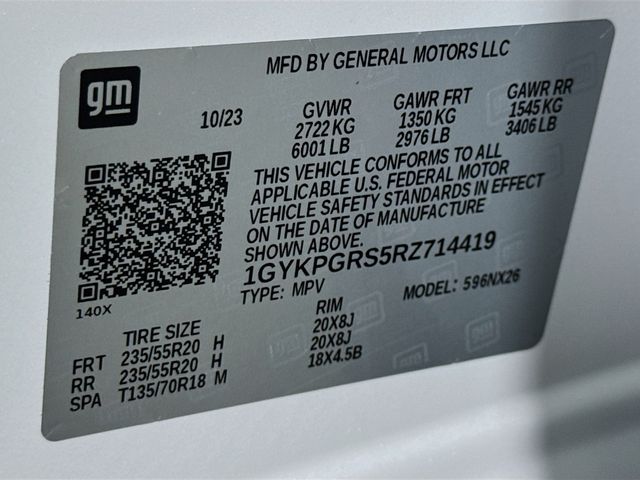 gm
MFD BY GENERAL MOTORS LLC
10/23
GVWR
2722 KG
6001 LB
GAWR FRT
1350 KG
2976 LB
GAWR RR
1545 KG
3406 LB
THIS VEHICLE CONFORMS TO ALL
APPLICABLE U.S. FEDERAL MOTOR
VEHICLE SAFETY STANDARDS IN EFFECT
ON THE DATE OF MANUFACTURE
SHOWN ABOVE.
1GYKPGRS5RZ714419
TYPE: MPV
MODEL: 596NX26
140X
TIRE SIZE
RIM
FRT 235/55R20 H 20X8J
RR 235/55R20 H 20X8J
SPA T135/70R18 M 18X4.5B